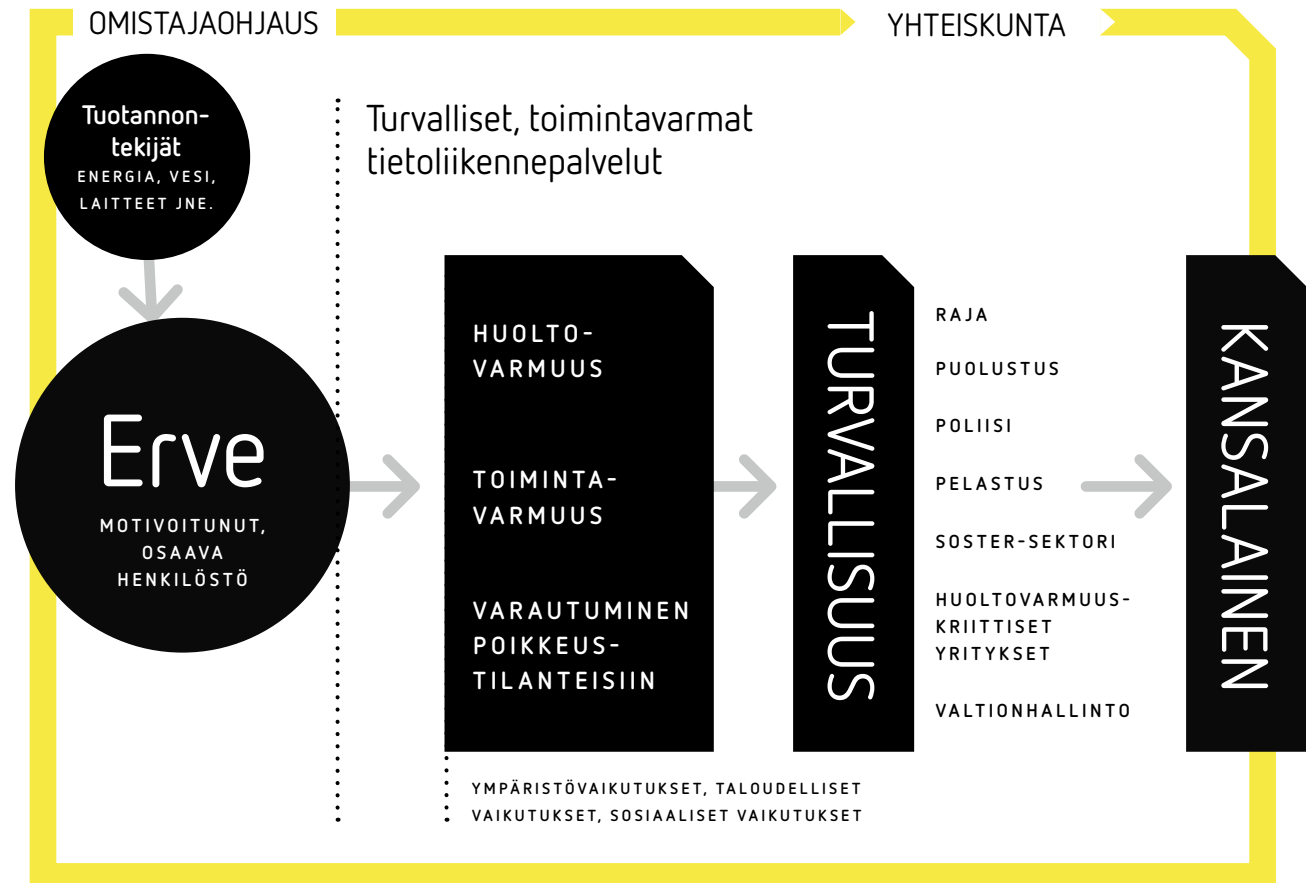 OMISTAJAOHJAUS
YHTEISKUNTA
Tuotannon-
tekijät
ENERGIA, VESI,
LAITTEET JNE.
Turvalliset, toimintavarmat
tietoliikennepalvelut
Erve
MOTIVOITUNUT,
OSAAVA
HENKILÖSTÖ
HUOLTO-
VARMUUS
TOIMINTA-
VARMUUS
VARAUTUMINEN
POIKKEUS-
TILANTEISIIN
TURVALLISUUS
RAJA
PUOLUSTUS
POLIISI
PELASTUS
SOSTER-SEKTORI
HUOLTOVARMUUS-
KRIITTISET
YRITYKSET
VALTIONHALLINTO
KANSALAINEN
YMPÄRISTÖVAIKUTUKSET, TALOUDELLISET
VAIKUTUKSET, SOSIAALISET VAIKUTUKSET